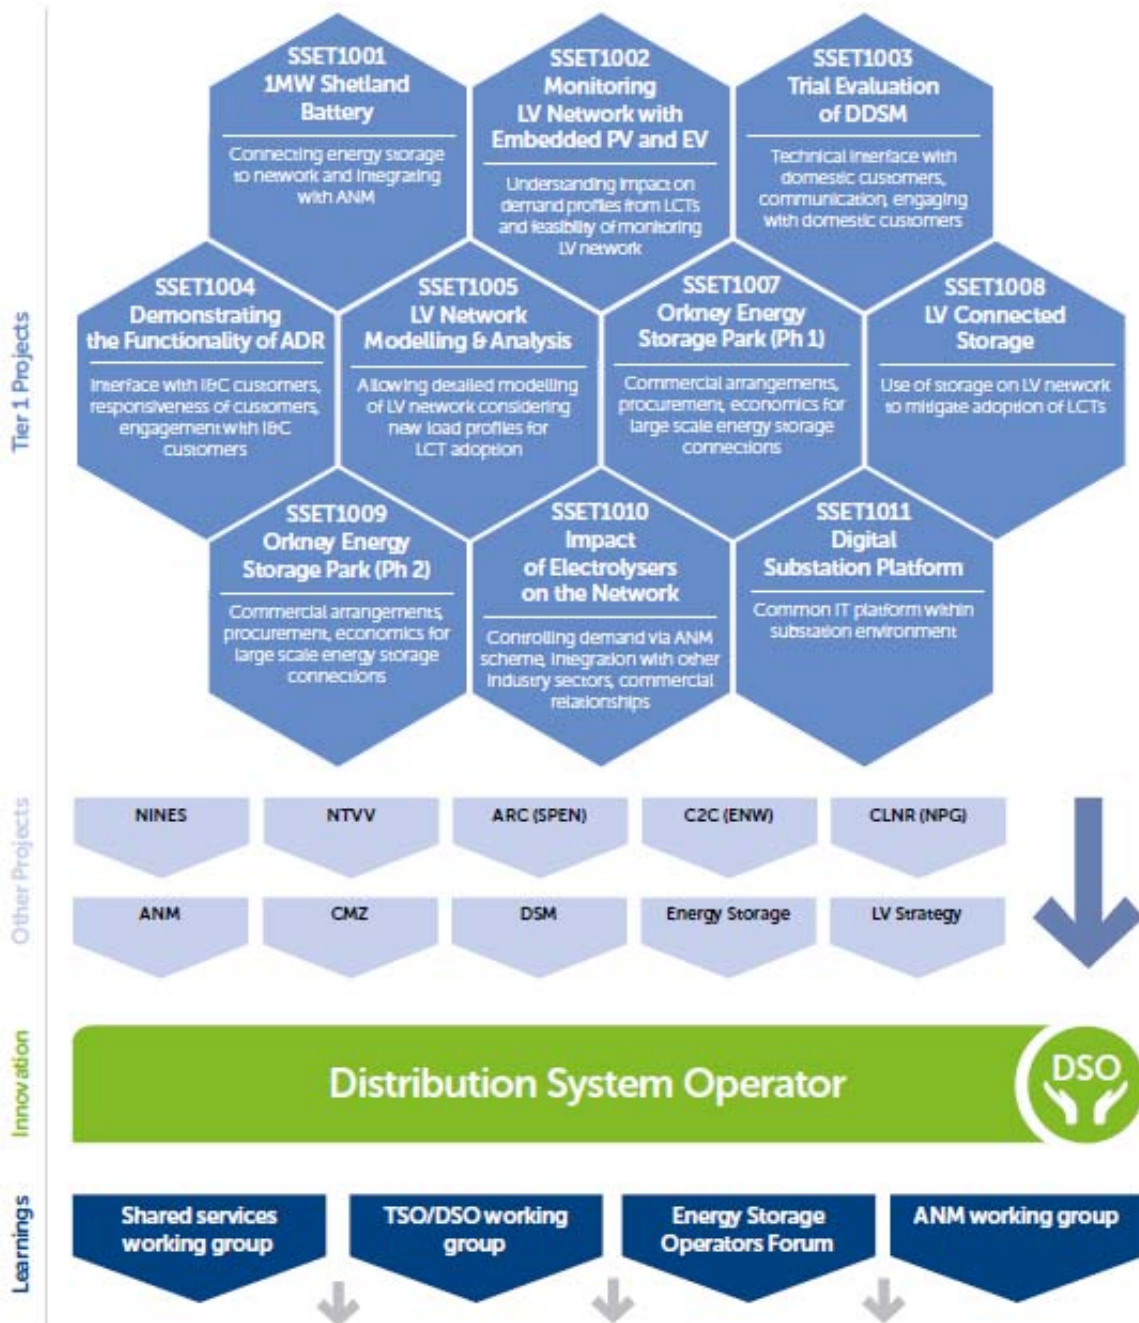 Tier 1 Projects
SSET1001
1MW Shetland
Battery
Connecting energy storage
to network and integrating
with ANM
SSET1002
Monitoring
LV Network with
Embedded PV and EV
Understanding impact on
demand profiles from LCTs
and feasibility of monitoring
LV network
SSET1003
Trial Evaluation
of DDSM
Technical interface with
domestic customers,
communication, engaging
with domestic customers
SSET1004
Demonstrating
the Functionality of ADR
Interface with I&C customers,
responsiveness of customers,
engagement with I&C
customers
SSET1005
LV Network
Modelling & Analysis
Allowing detailed modelling
of LV network considering
new load profiles for
LCT adoption
SSET1007
Orkney Energy
Storage Park (Ph 1)
Commercial arrangements,
procurement, economics for
large scale energy storage
connections
SSET1008
LV Connected
Storage
Use of storage on LV network
to mitigate adoption of LCTs
SSET1009
Orkney Energy
Storage Park (Ph 2)
Commercial arrangements,
procurement, economics for
large scale energy storage
connections
SSET1010
Impact
of Electrolysers
on the Network
Controlling demand via ANM
scheme, integration with other
industry sectors, commercial
relationships
SSET1011
Digital
Substation Platform
Common IT platform within
substation environment
Other Projects
NINES
NTVV
ARC (SPEN)
C2C (ENW)
CLNR (NPG)
ANM
CMZ
DSM
Energy Storage
LV Strategy
Innovation
Distribution System Operator
DSO
Learnings
Shared services
working group
TSO/DSO working
group
Energy Storage
Operators Forum
ANM working group